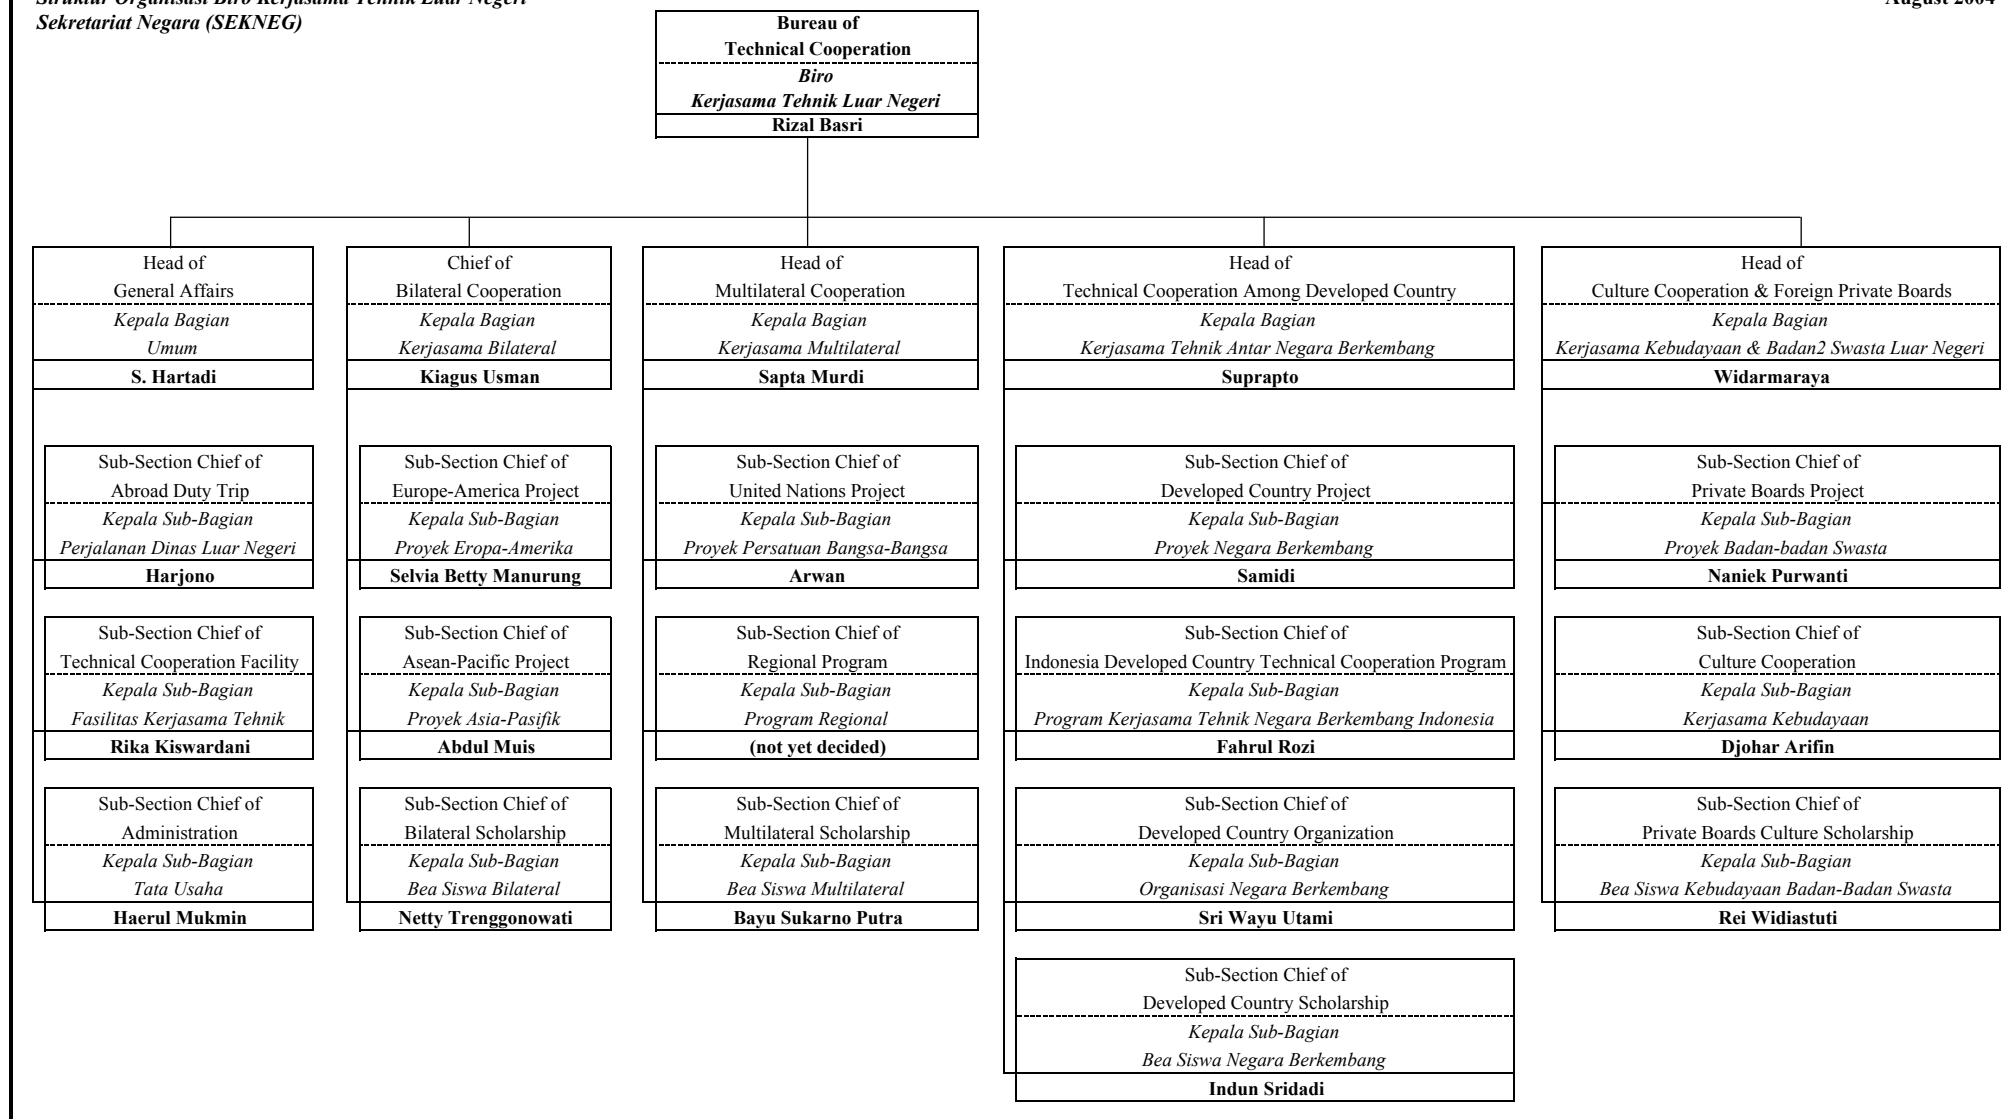 Struktur Organisasi Biro Kerjasama Tehnik Luar Negeri
August 2004
Sekretariat Negara (SEKNEG)
Bureau of
Technical Cooperation
Biro
Kerjasama Tehnik Luar Negeri
Rizal Basri
Head of
General Affairs
Kepala Bagian
Umum
S. Hartadi
Chief of
Bilateral Cooperation
Kepala Bagian
Kerjasama Bilateral
Kiagus Usman
Head of
Multilateral Cooperation
Kepala Bagian
Kerjasama Multilateral
Sapta Murdi
Head of
Technical Cooperation Among Developed Country
Kepala Bagian
Kerjasama Tehnik Antar Negara Berkembang
Suprapto
Head of
Culture Cooperation & Foreign Private Boards
Kepala Bagian
Kerjasama Kebudayaan & Badan2 Swasta Luar Negeri
Widarmaraya
Sub-Section Chief of
Abroad Duty Trip
Kepala Sub-Bagian
Perjalanan Dinas Luar Negeri
Harjono
Sub-Section Chief of
Europe-America Project
Kepala Sub-Bagian
Proyek Eropa-Amerika
Selvia Betty Manurung
Sub-Section Chief of
United Nations Project
Kepala Sub-Bagian
Proyek Persatuan Bangsa-Bangsa
Arwan
Sub-Section Chief of
Developed Country Project
Kepala Sub-Bagian
Proyek Negara Berkembang
Samidi
Sub-Section Chief of
Private Boards Project
Kepala Sub-Bagian
Proyek Badan-badan Swasta
Naniek Purwanti
Sub-Section Chief of
Technical Cooperation Facility
Kepala Sub-Bagian
Fasilitas Kerjasama Tehnik
Rika Kiswardani
Sub-Section Chief of
Asean-Pacific Project
Kepala Sub-Bagian
Proyek Asia-Pasifik
Abdul Muis
Sub-Section Chief of
Regional Program
Kepala Sub-Bagian
Program Regional
(not yet decided)
Sub-Section Chief of
Indonesia Developed Country Technical Cooperation Program
Kepala Sub-Bagian
Program Kerjasama Tehnik Negara Berkembang Indonesia
Fahrul Rozi
Sub-Section Chief of
Culture Cooperation
Kepala Sub-Bagian
Kerjasama Kebudayaan
Djohar Arifin
Sub-Section Chief of
Administration
Kepala Sub-Bagian
Tata Usaha
Haerul Mukmin
Sub-Section Chief of
Bilateral Scholarship
Kepala Sub-Bagian
Bea Siswa Bilateral
Netty Trenggonowati
Sub-Section Chief of
Multilateral Scholarship
Kepala Sub-Bagian
Bea Siswa Multilateral
Bayu Sukarno Putra
Sub-Section Chief of
Developed Country Organization
Kepala Sub-Bagian
Organisasi Negara Berkembang
Sri Wayu Utami
Sub-Section Chief of
Private Boards Culture Scholarship
Kepala Sub-Bagian
Bea Siswa Kebudayaan Badan-Badan Swasta
Rei Widiastuti
Sub-Section Chief of
Developed Country Scholarship
Kepala Sub-Bagian
Bea Siswa Negara Berkembang
Indun Sridadi